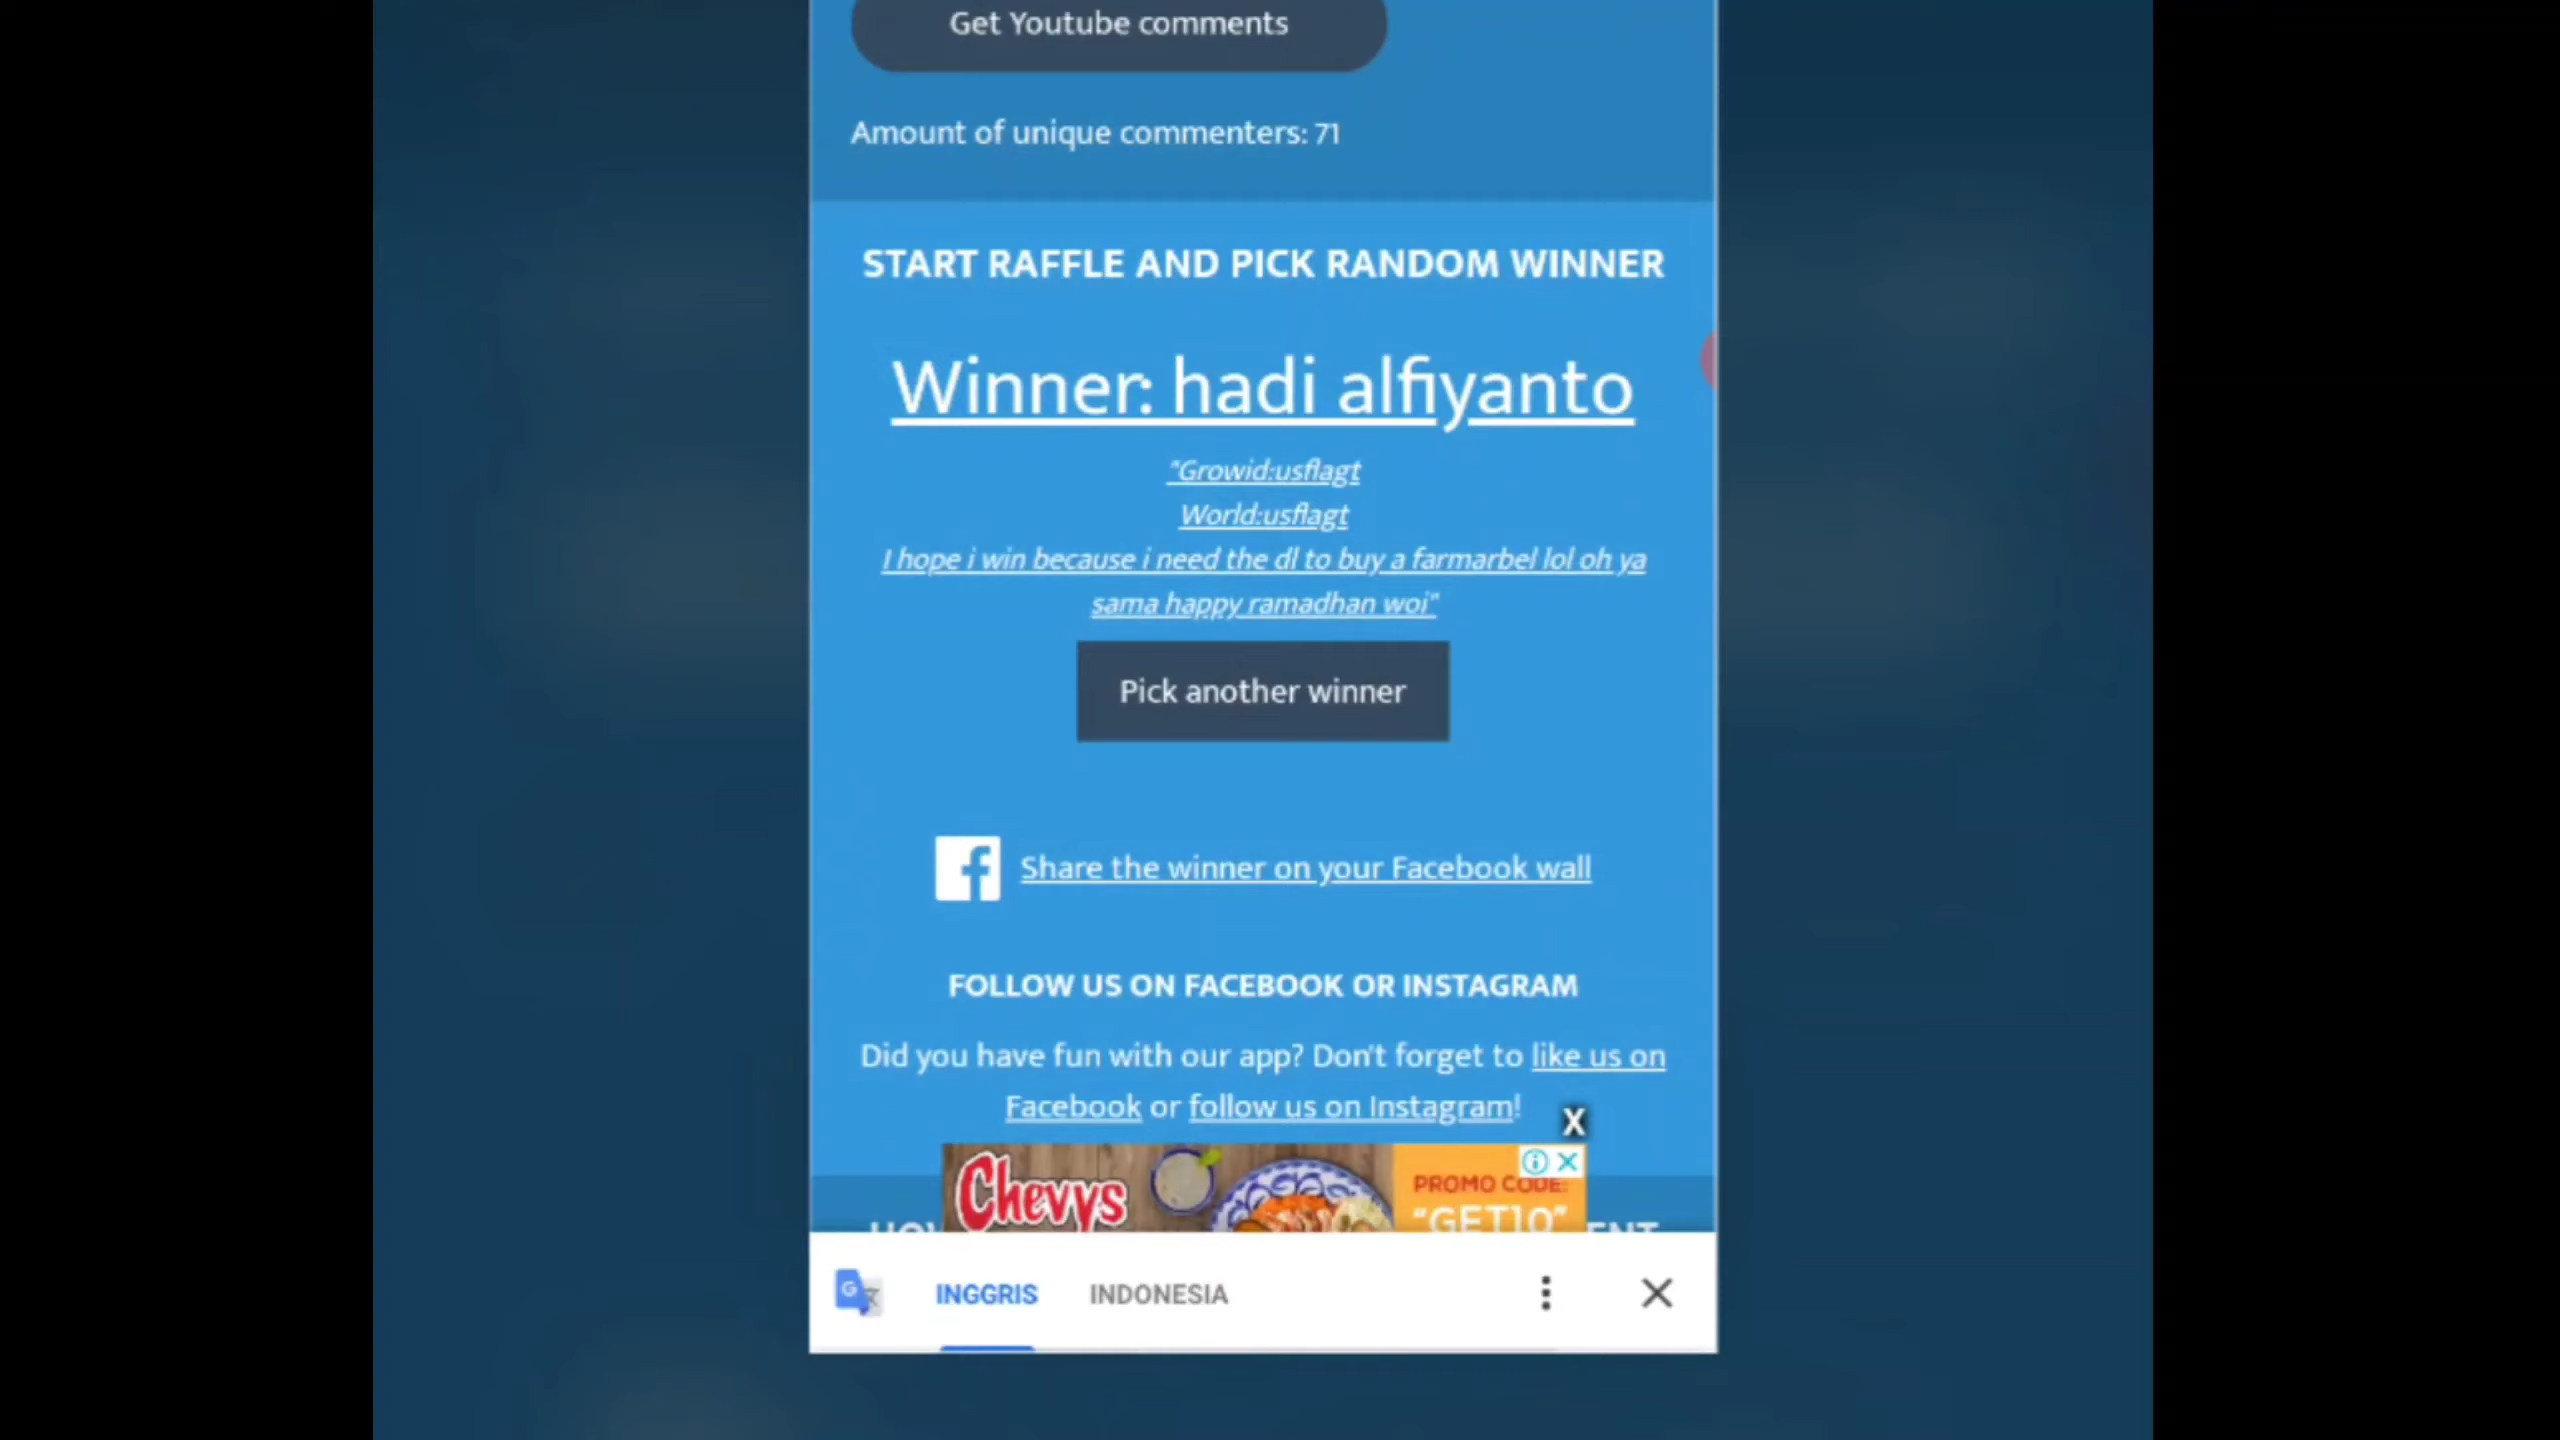 Get Youtube comments
Amount of unique commenters: 71
START RAFFLE AND PICK RANDOM WINNER
Winner: hadi alfiyanto
"Growid:usflagt
World:usflagt
I hope i win because i need the dl to buy a farmarbel lol oh ya
sama happy ramadhan woi"
Pick another winner
Share the winner on your Facebook wall
FOLLOW US ON FACEBOOK OR INSTAGRAM
Did you have fun with our app? Don't forget to like us on
Facebook or follow us on Instagram!
X
Chevys
PROMO CODE:
"GET10"
INGGRIS INDONESIA